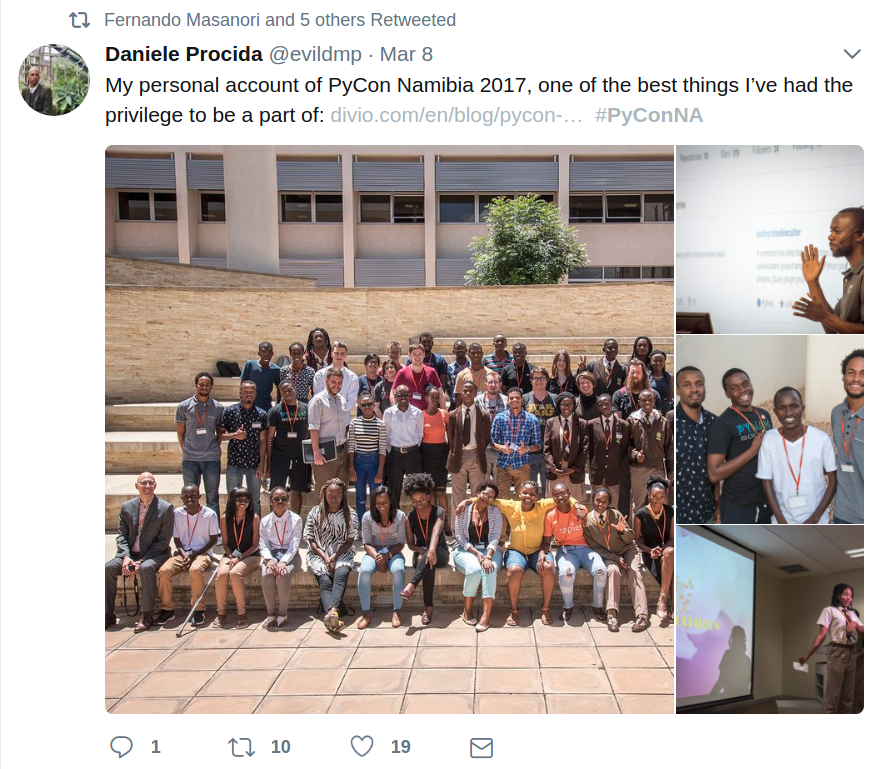 Fernando Masanori and 5 others Retweeted
Daniele Procida @evildmp · Mar 8
My personal account of PyCon Namibia 2017, one of the best things I’ve had the
privilege to be a part of: divio.com/en/blog/pycon-… #PyConNA
zapier
1 10 19